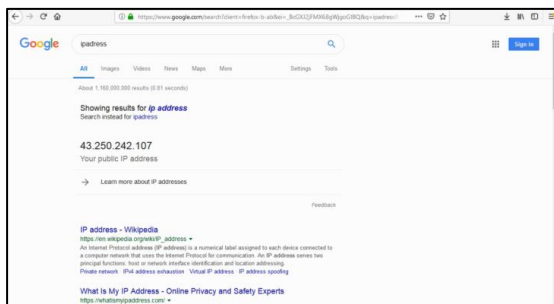 https://www.google.com/search?client=firefox-b-ab&ei=
Google
ipadress
Sign in
All Images Videos News Maps More Settings Tools
About 1,160,000,000 results (0.81 seconds)
Showing results for ip address
Search instead for ipadress
43.250.242.107
Your public IP address
→ Learn more about IP addresses
Feedback
IP address - Wikipedia
https://en.wikipedia.org/wiki/IP_address
An Internet Protocol address (IP address) is a numerical label assigned to each device connected to
a computer network that uses the Internet Protocol for communication. An IP address serves two
principal functions: host or network interface identification and location addressing.
Private network IPv4 address exhaustion Virtual IP address IP address spoofing
What Is My IP Address - Online Privacy and Safety Experts
https://whatsmyipaddress.com/